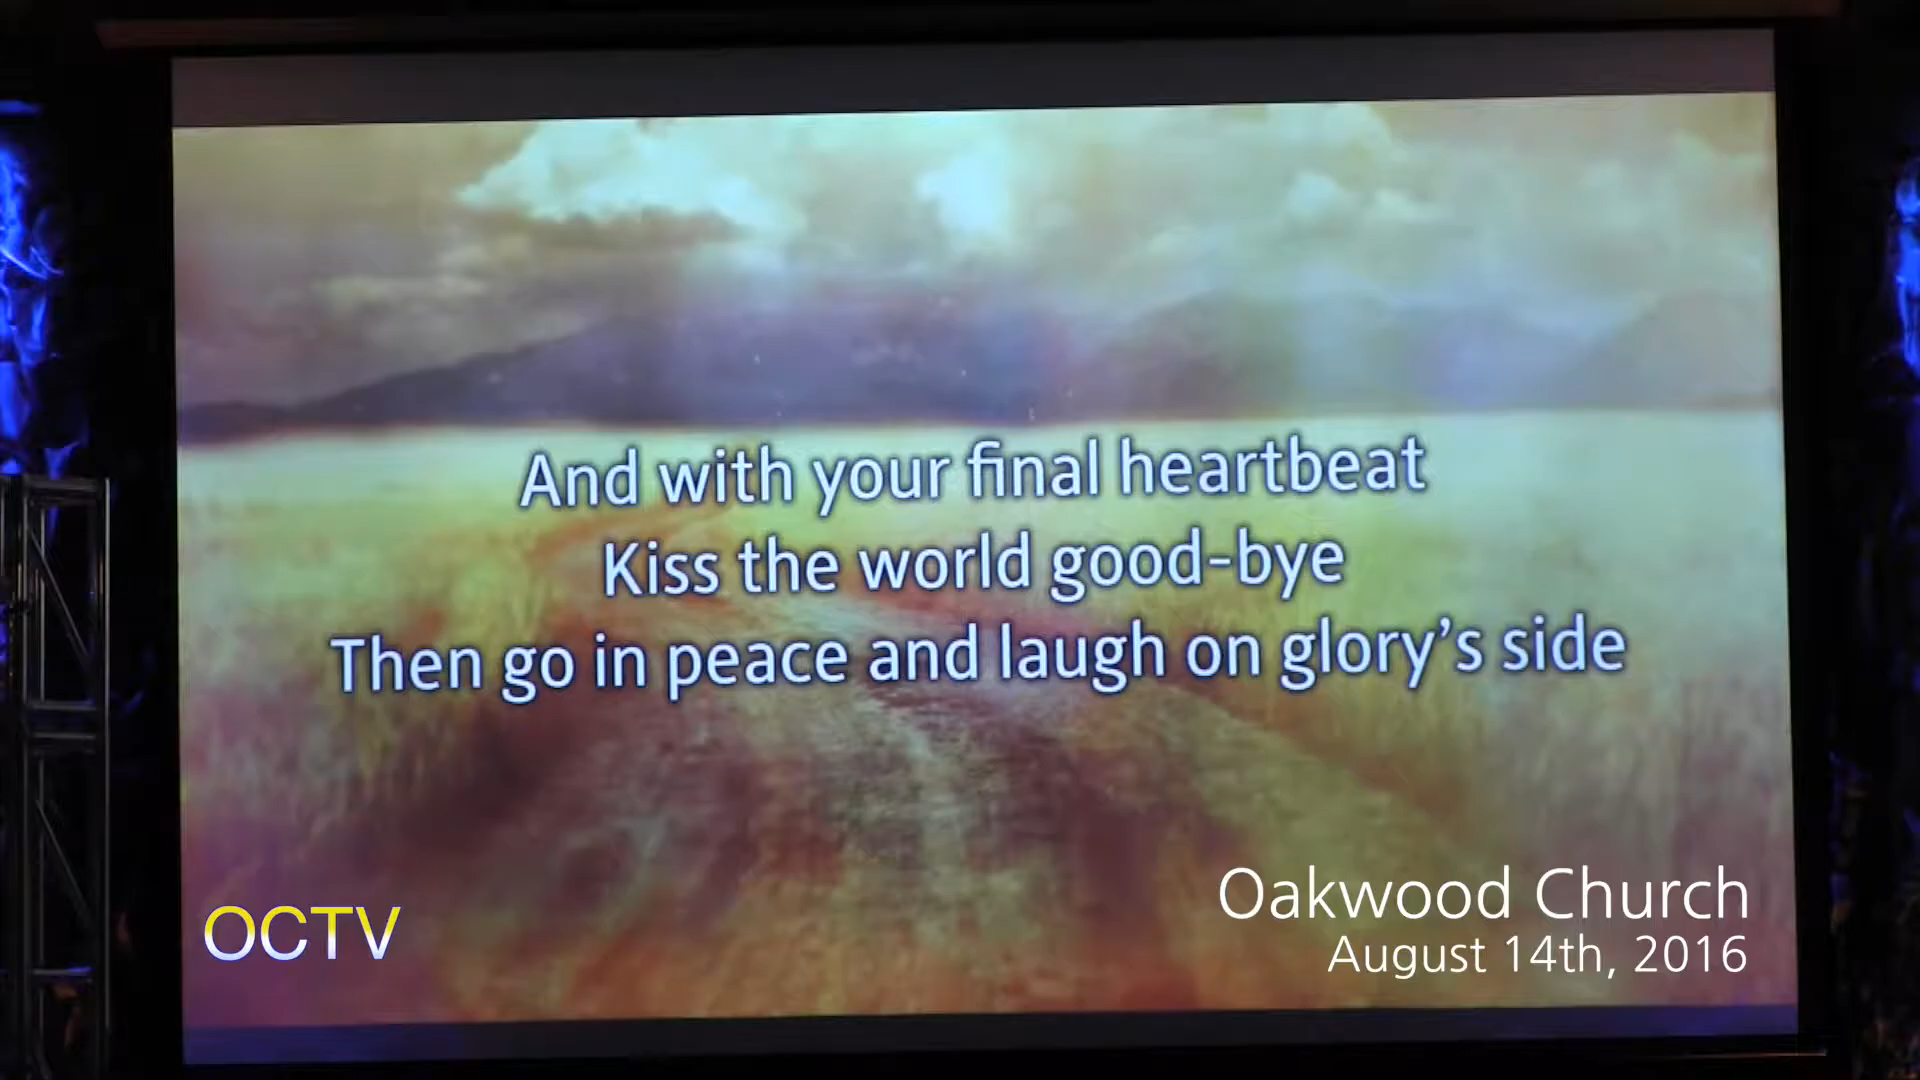 And with your final heartbeat
Kiss the world good-bye
Then go in peace and laugh on glory's side
OCTV
Oakwood Church
August 14th, 2016